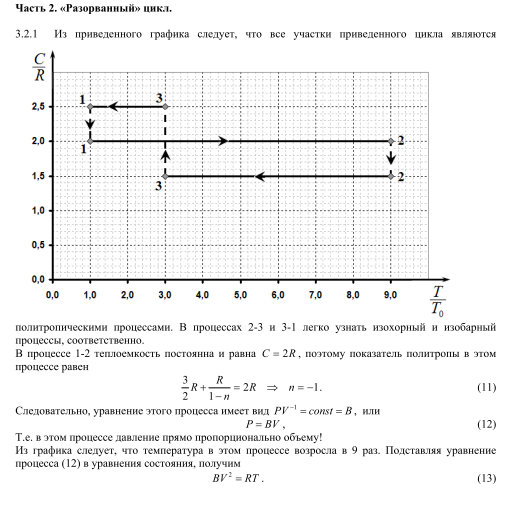 Часть 2. «Разорванный» цикл.
3.2.1 Из приведенного графика следует, что все участки приведенного цикла являются
C/R
2,5
2,0
1,5
1,0
0,5
0,0
1 3
1 2
3 2
0,0 1,0 2,0 3,0 4,0 5,0 6,0 7,0 8,0 9,0
T/T₀
политропическими процессами. В процессах 2-3 и 3-1 легко узнать изохорный и изобарный
процессы, соответственно.
В процессе 1-2 теплоемкость постоянна и равна C = 2R , поэтому показатель политропы в этом
процессе равен
3/2 R + R/(1−n) = 2R ⇒ n = −1. (11)
Следовательно, уравнение этого процесса имеет вид PV⁻¹ = const = B , или
P = BV , (12)
Т.е. в этом процессе давление прямо пропорционально объему!
Из графика следует, что температура в этом процессе возросла в 9 раз. Подставляя уравнение
процесса (12) в уравнения состояния, получим
BV² = RT . (13)